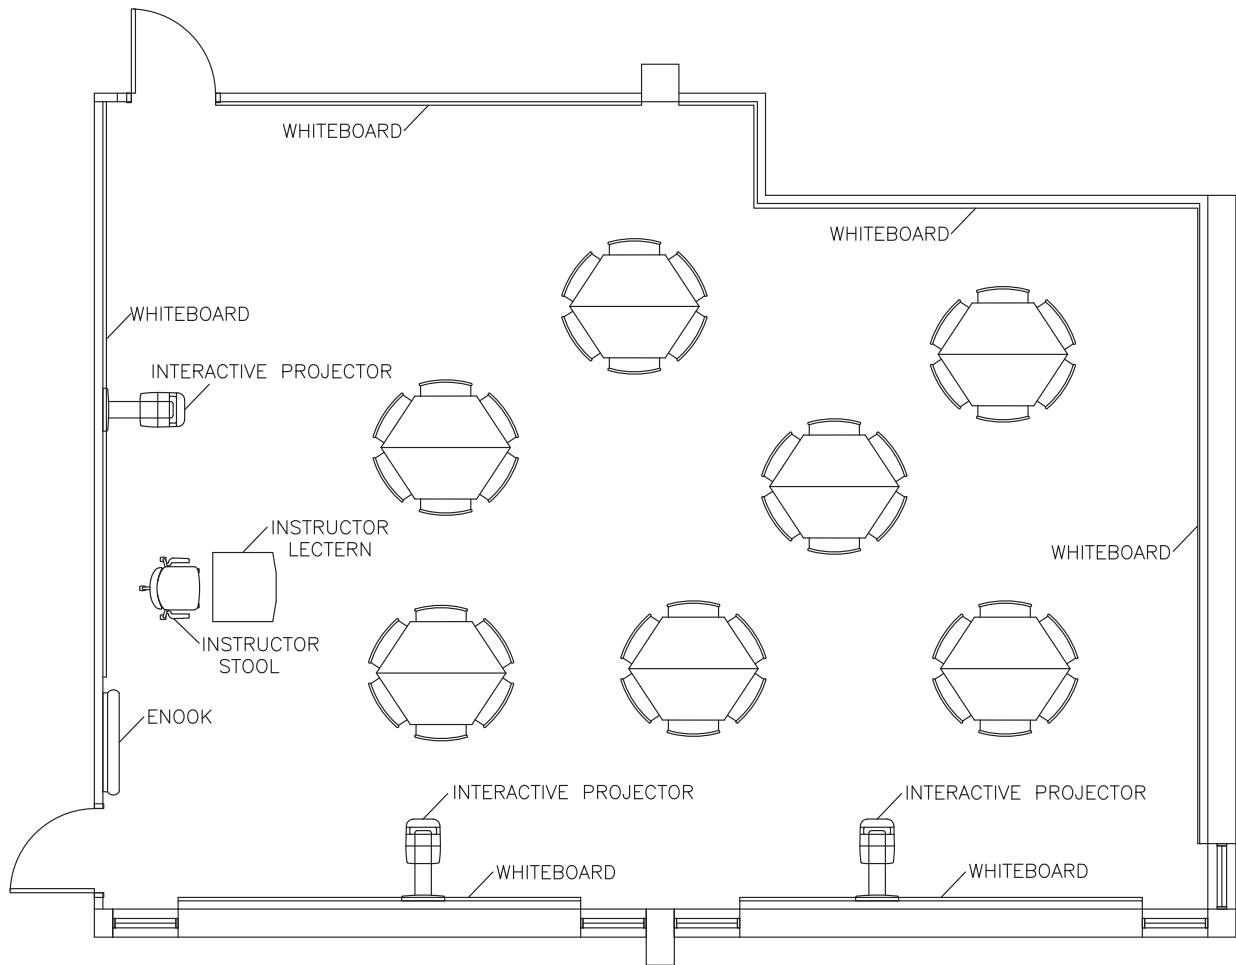 WHITEBOARD
WHITEBOARD
WHITEBOARD
INTERACTIVE PROJECTOR
INSTRUCTOR
LECTERN
WHITEBOARD
INSTRUCTOR
STOOL
ENOOK
INTERACTIVE PROJECTOR
INTERACTIVE PROJECTOR
WHITEBOARD
WHITEBOARD